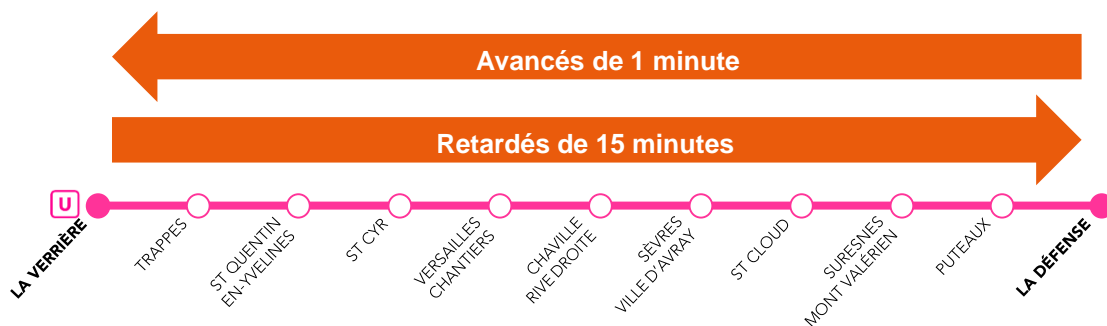 Avancés de 1 minute
Retardés de 15 minutes
U
LA VERRIÈRE
TRAPPES
ST QUENTIN
EN-YVELINES
ST CYR
VERSAILLES
CHANTIERS
CHAVILLE
RIVE DROITE
SÈVRES
VILLE D'AVRAY
ST CLOUD
SURESNES
MONT VALÉRIEN
PUTEAUX
LA DÉFENSE